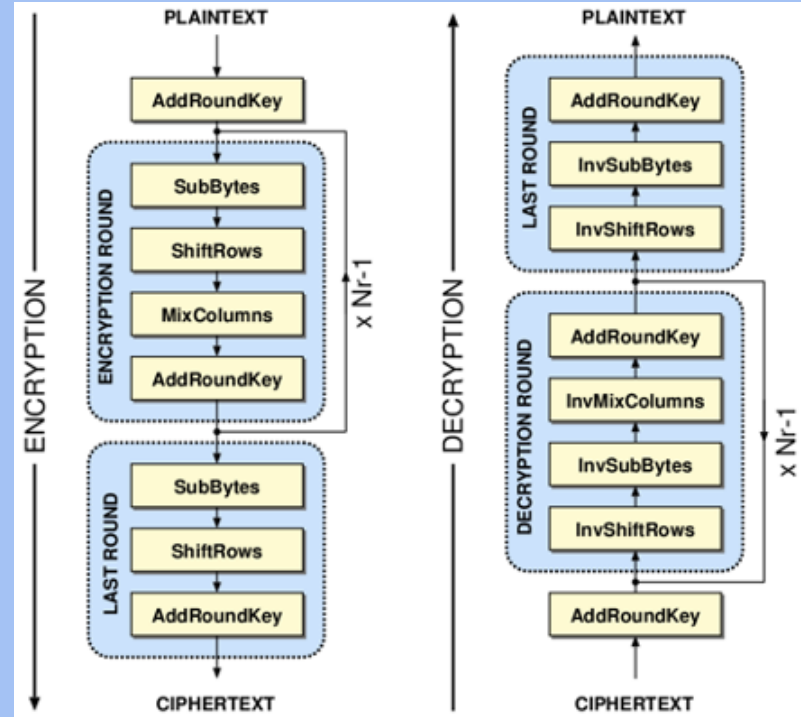 PLAINTEXT
AddRoundKey
ENCRYPTION ROUND
SubBytes
ShiftRows
MixColumns
AddRoundKey
x Nr-1
LAST ROUND
SubBytes
ShiftRows
AddRoundKey
CIPHERTEXT
ENCRYPTION
PLAINTEXT
LAST ROUND
AddRoundKey
InvSubBytes
InvShiftRows
DECRYPTION ROUND
AddRoundKey
InvMixColumns
InvSubBytes
InvShiftRows
x Nr-1
AddRoundKey
CIPHERTEXT
DECRYPTION